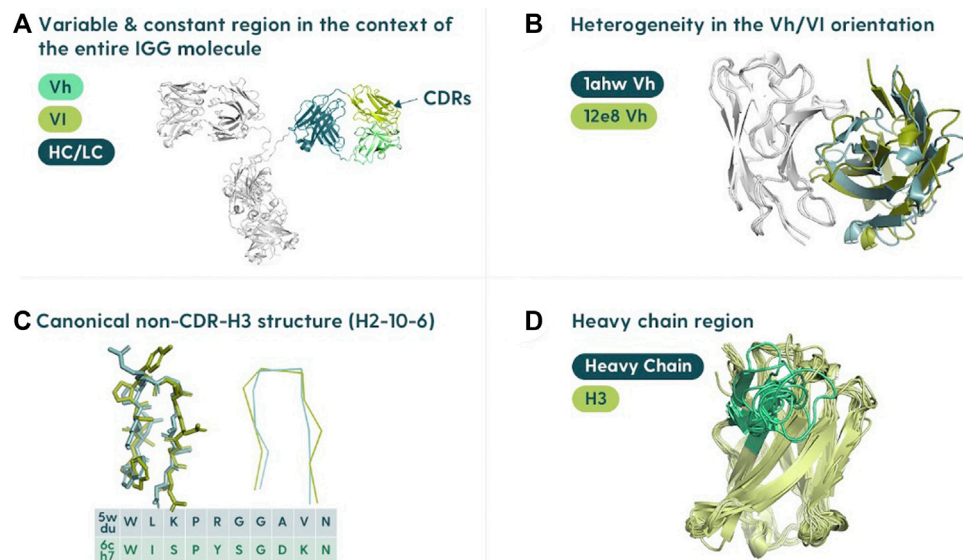 A Variable & constant region in the context of
the entire IGG molecule
Vh
Vl
HC/LC
CDRs
B Heterogeneity in the Vh/Vl orientation
1ahw Vh
12e8 Vh
C Canonical non-CDR-H3 structure (H2-10-6)
5w
du W L K P R G G A V N
6c
h7 W I S P Y S G D K N
D Heavy chain region
Heavy Chain
H3